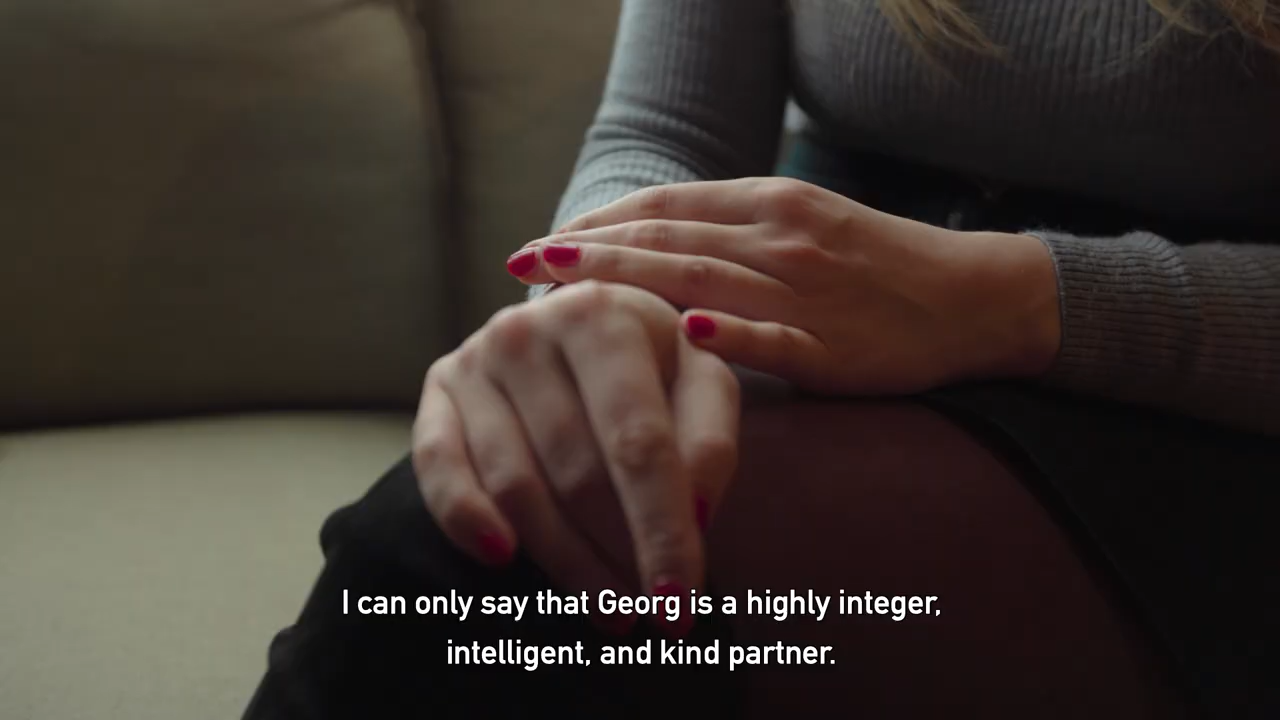 I can only say that Georg is a highly integer,
intelligent, and kind partner.